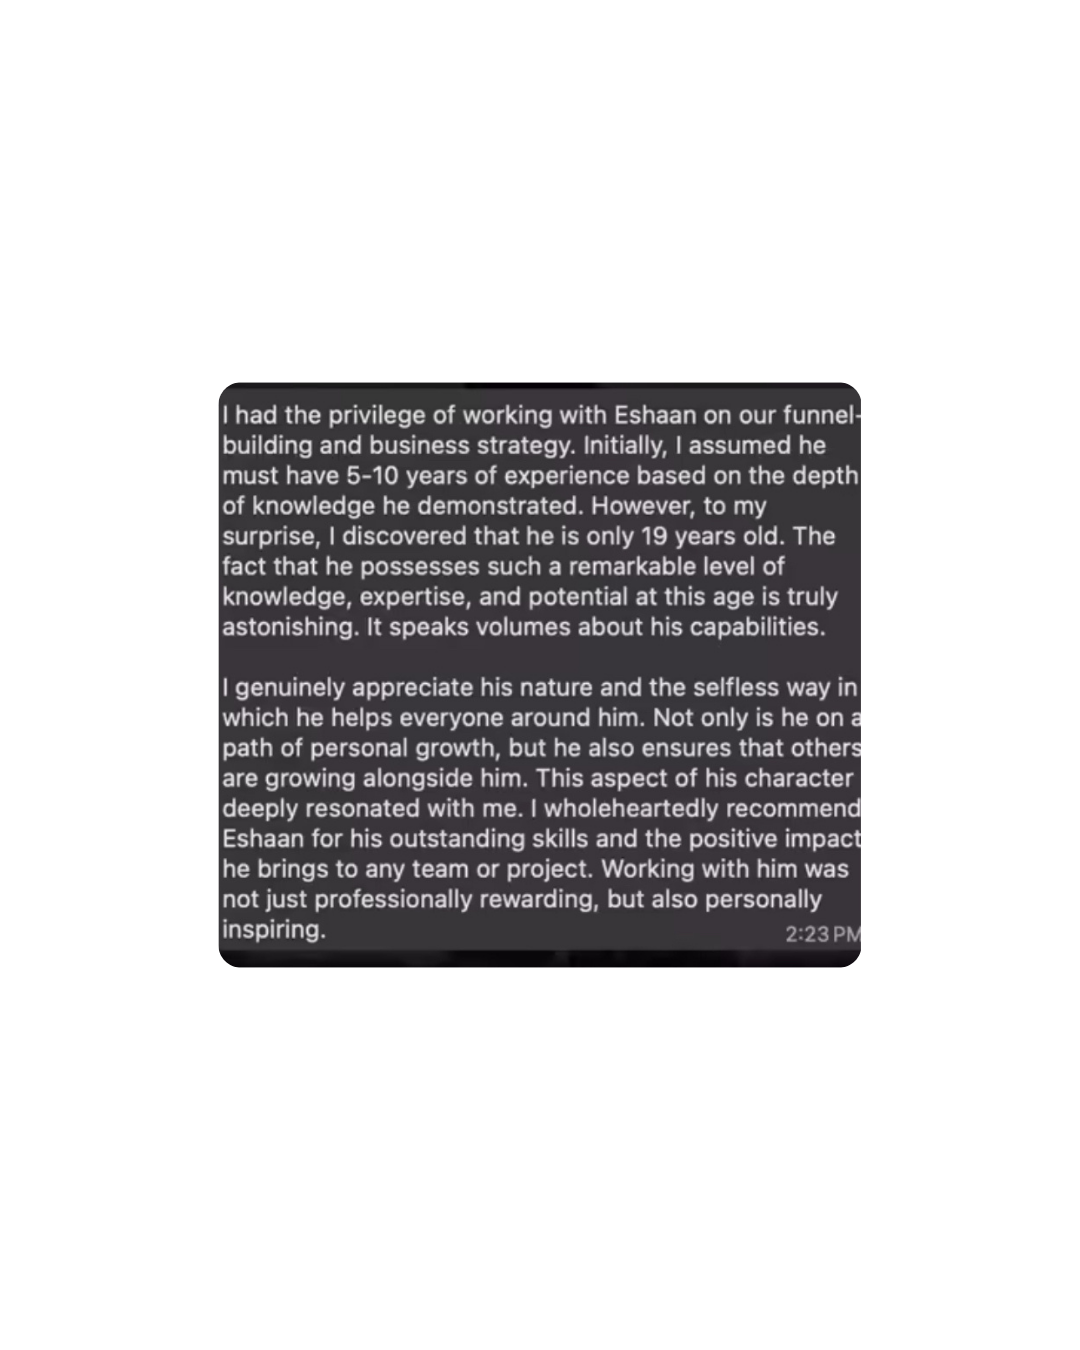 I had the privilege of working with Eshaan on our funnel-
building and business strategy. Initially, I assumed he
must have 5-10 years of experience based on the depth
of knowledge he demonstrated. However, to my
surprise, I discovered that he is only 19 years old. The
fact that he possesses such a remarkable level of
knowledge, expertise, and potential at this age is truly
astonishing. It speaks volumes about his capabilities.
I genuinely appreciate his nature and the selfless way in
which he helps everyone around him. Not only is he on a
path of personal growth, but he also ensures that others
are growing alongside him. This aspect of his character
deeply resonated with me. I wholeheartedly recommend
Eshaan for his outstanding skills and the positive impact
he brings to any team or project. Working with him was
not just professionally rewarding, but also personally
inspiring.
2:23 PM